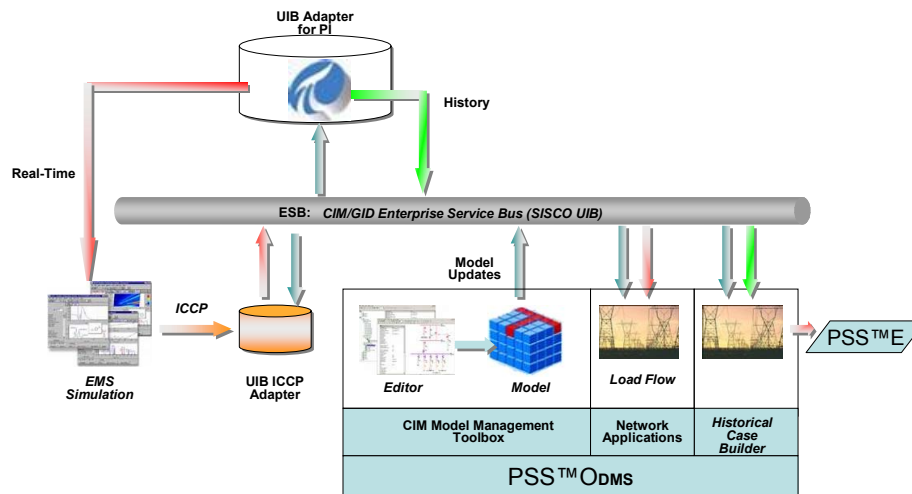 UIB Adapter
for PI
History
Real-Time
ESB: CIM/GID Enterprise Service Bus (SISCO UIB)
Model
Updates
ICCP
EMS
Simulation
UIB ICCP
Adapter
Editor
Model
Load Flow
PSS™E
CIM Model Management
Toolbox
Network
Applications
Historical
Case
Builder
PSS™ODMS